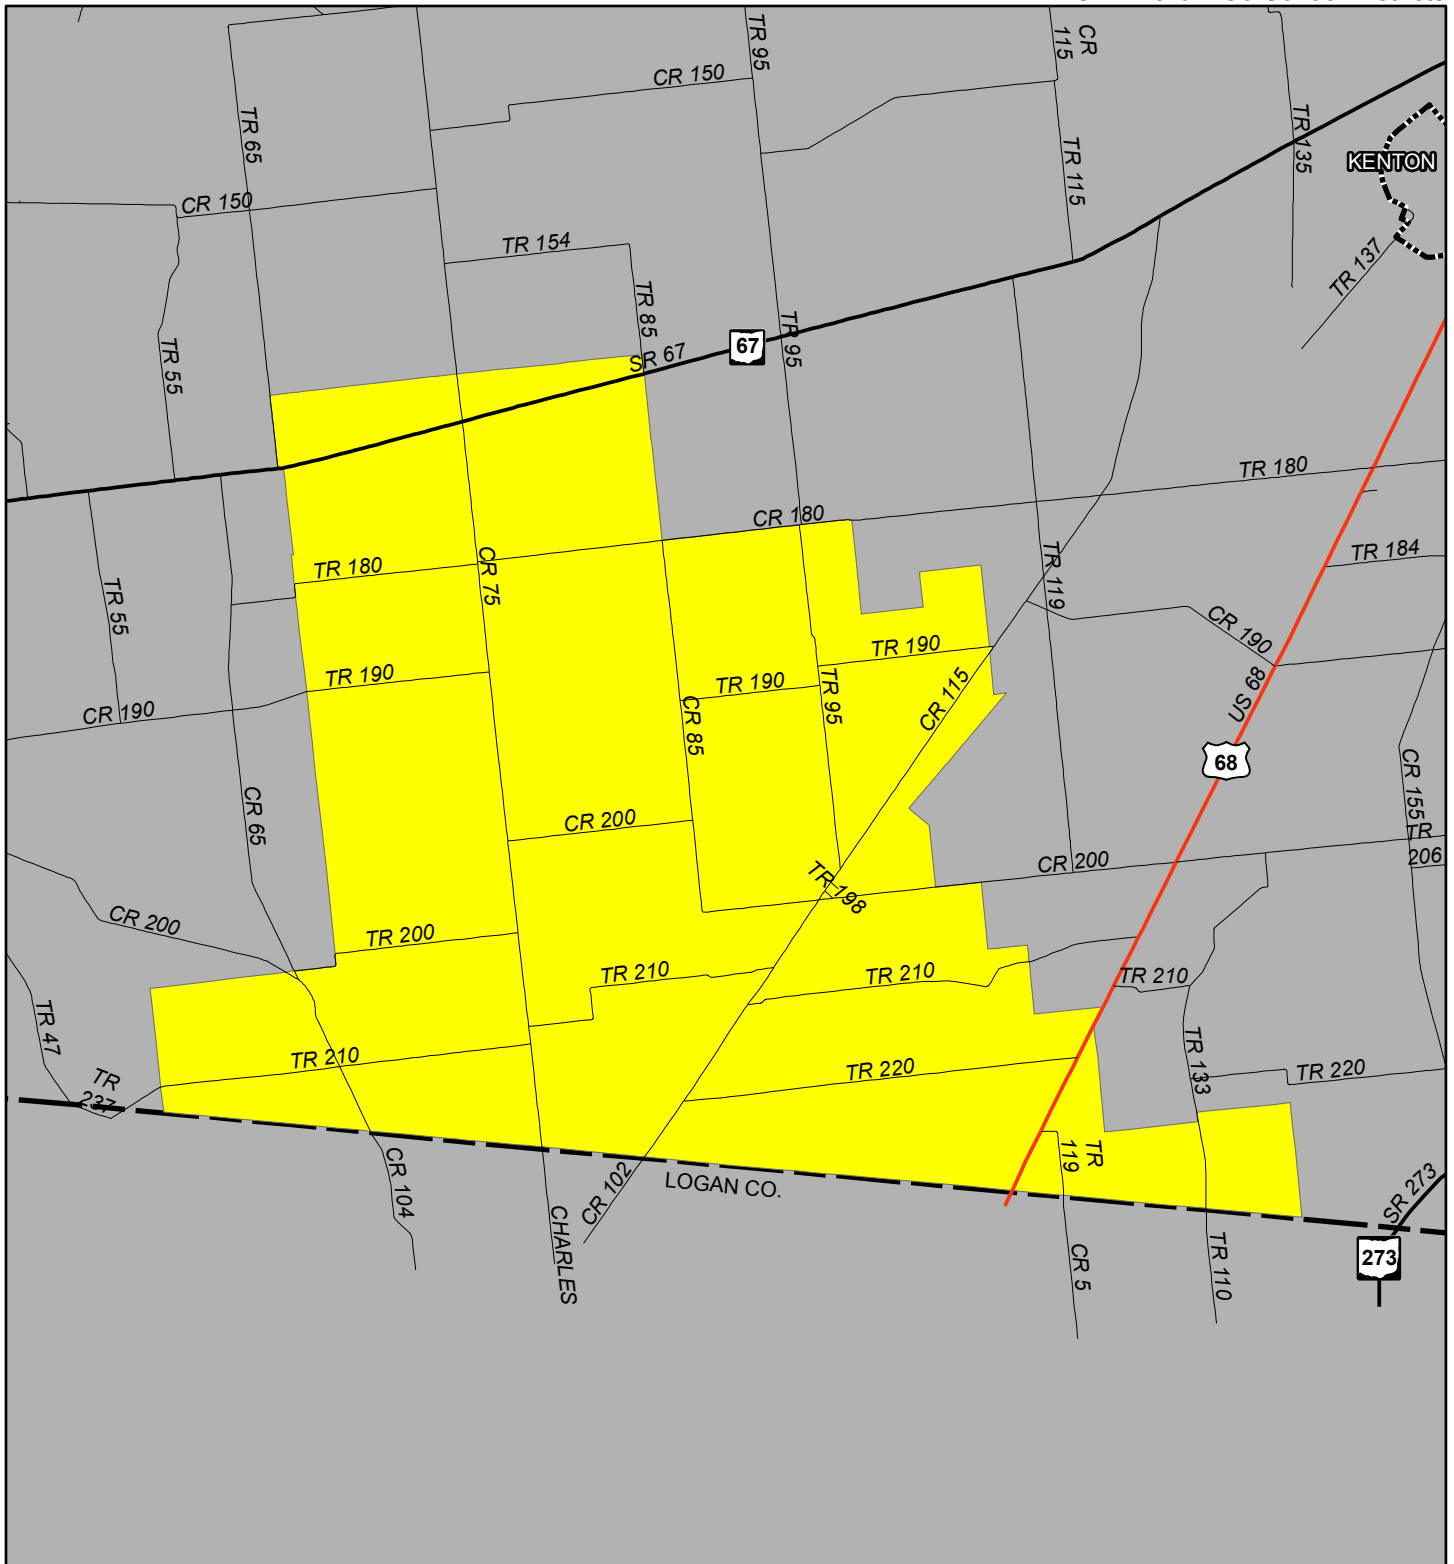 TR 95
CR
115
CR 150
TR 65
TR 115
TR 135
KENTON
CR 150
TR 154
TR 137
TR 85
TR 55
SR 67
67
TR 95
TR 180
CR 180
TR 180
CR 75
TR 119
TR 184
TR 55
CR 190
TR 190
TR 190
TR 190
TR 95
CR 115
US 68
CR 190
CR 85
68
CR 155
CR 65
CR 200
TR
206
CR 200
TR 198
CR 200
TR 200
TR 210
TR 210
TR 210
TR 47
TR 210
TR
237
TR 220
TR 133
TR 220
TR
119
CR 104
CR 102
LOGAN CO.
SR 273
CHARLES
CR 5
TR 110
273